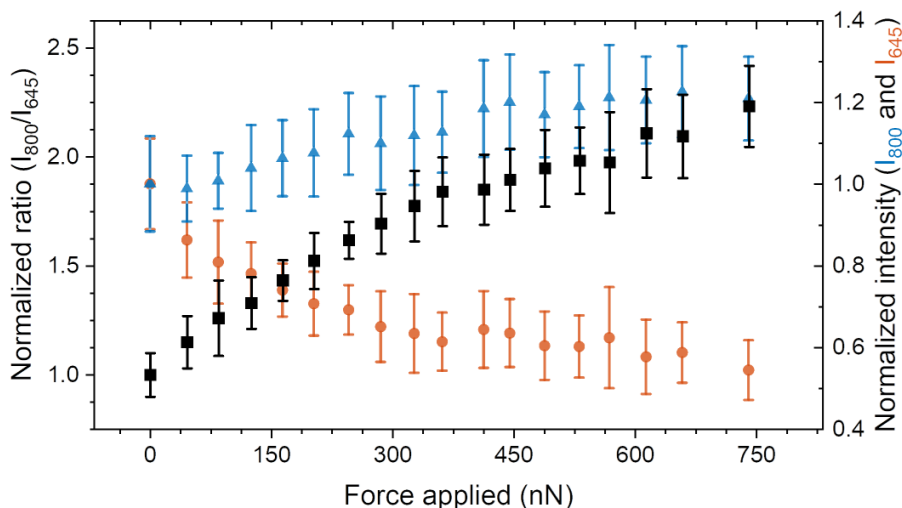 Normalized ratio (I800/I645)
2.5
2.0
1.5
1.0
1.4
1.2
1.0
0.8
0.6
0.4
Normalized intensity (I800 and I645)
0 150 300 450 600 750
Force applied (nN)